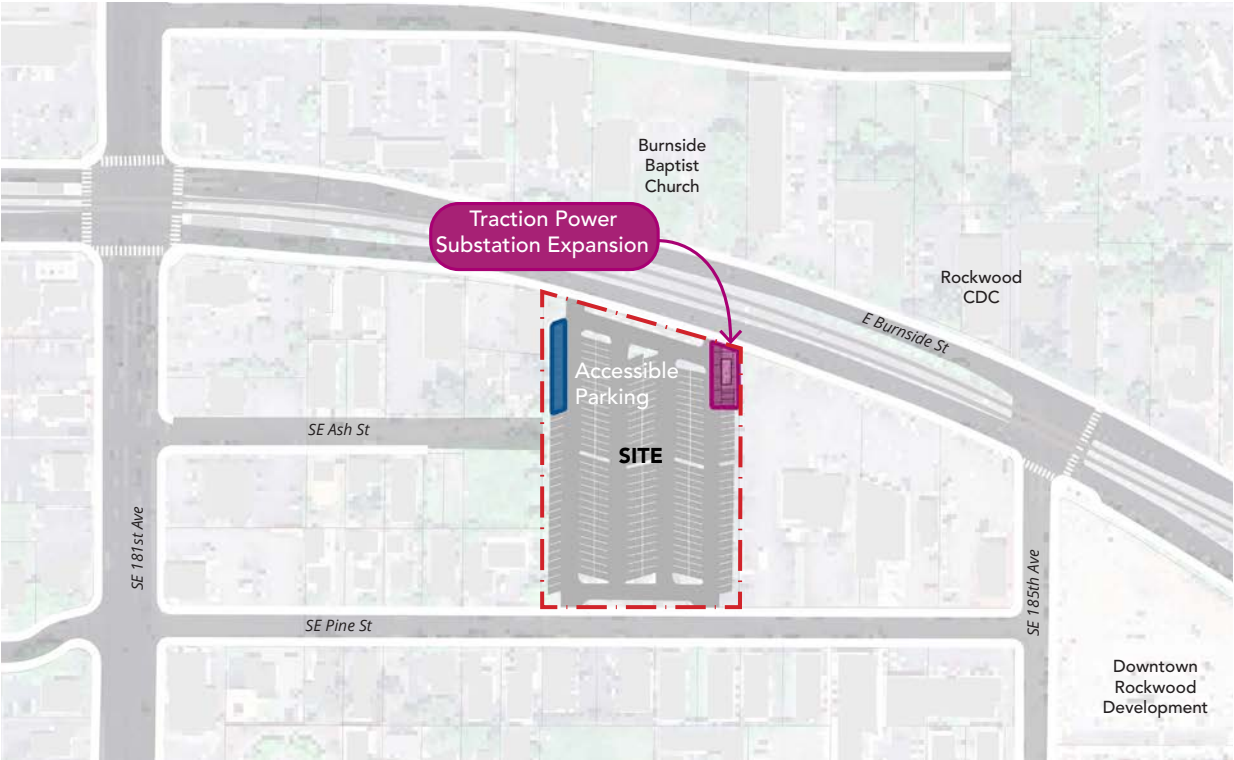 Burnside
Baptist
Church
Traction Power
Substation Expansion
Rockwood
CDC
E Burnside St
Accessible
Parking
SE Ash St
SITE
SE 181st Ave
SE 185th Ave
SE Pine St
Downtown
Rockwood
Development